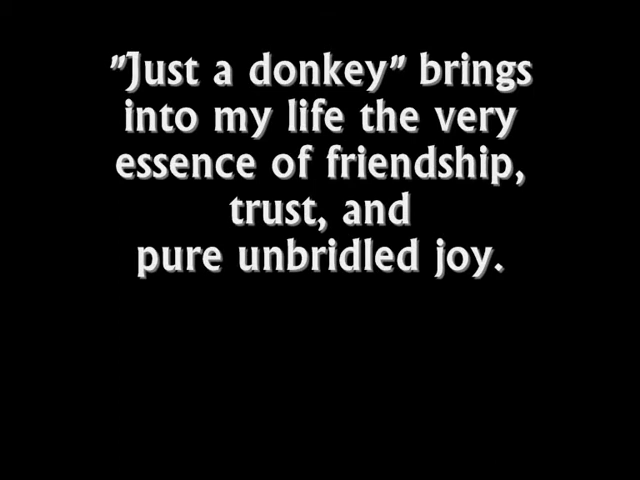 "Just a donkey" brings
into my life the very
essence of friendship,
trust, and
pure unbridled joy.